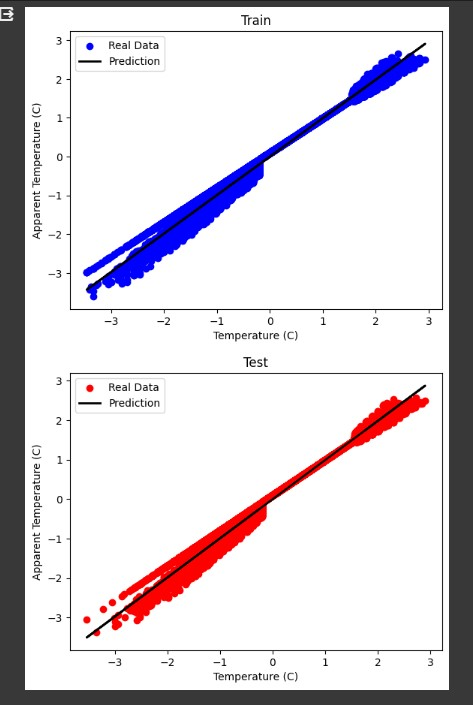 Train
Real Data
Prediction
Apparent Temperature (C)
3
2
1
0
−1
−2
−3
−3 −2 −1 0 1 2 3
Temperature (C)
Test
Real Data
Prediction
Apparent Temperature (C)
3
2
1
0
−1
−2
−3
−3 −2 −1 0 1 2 3
Temperature (C)